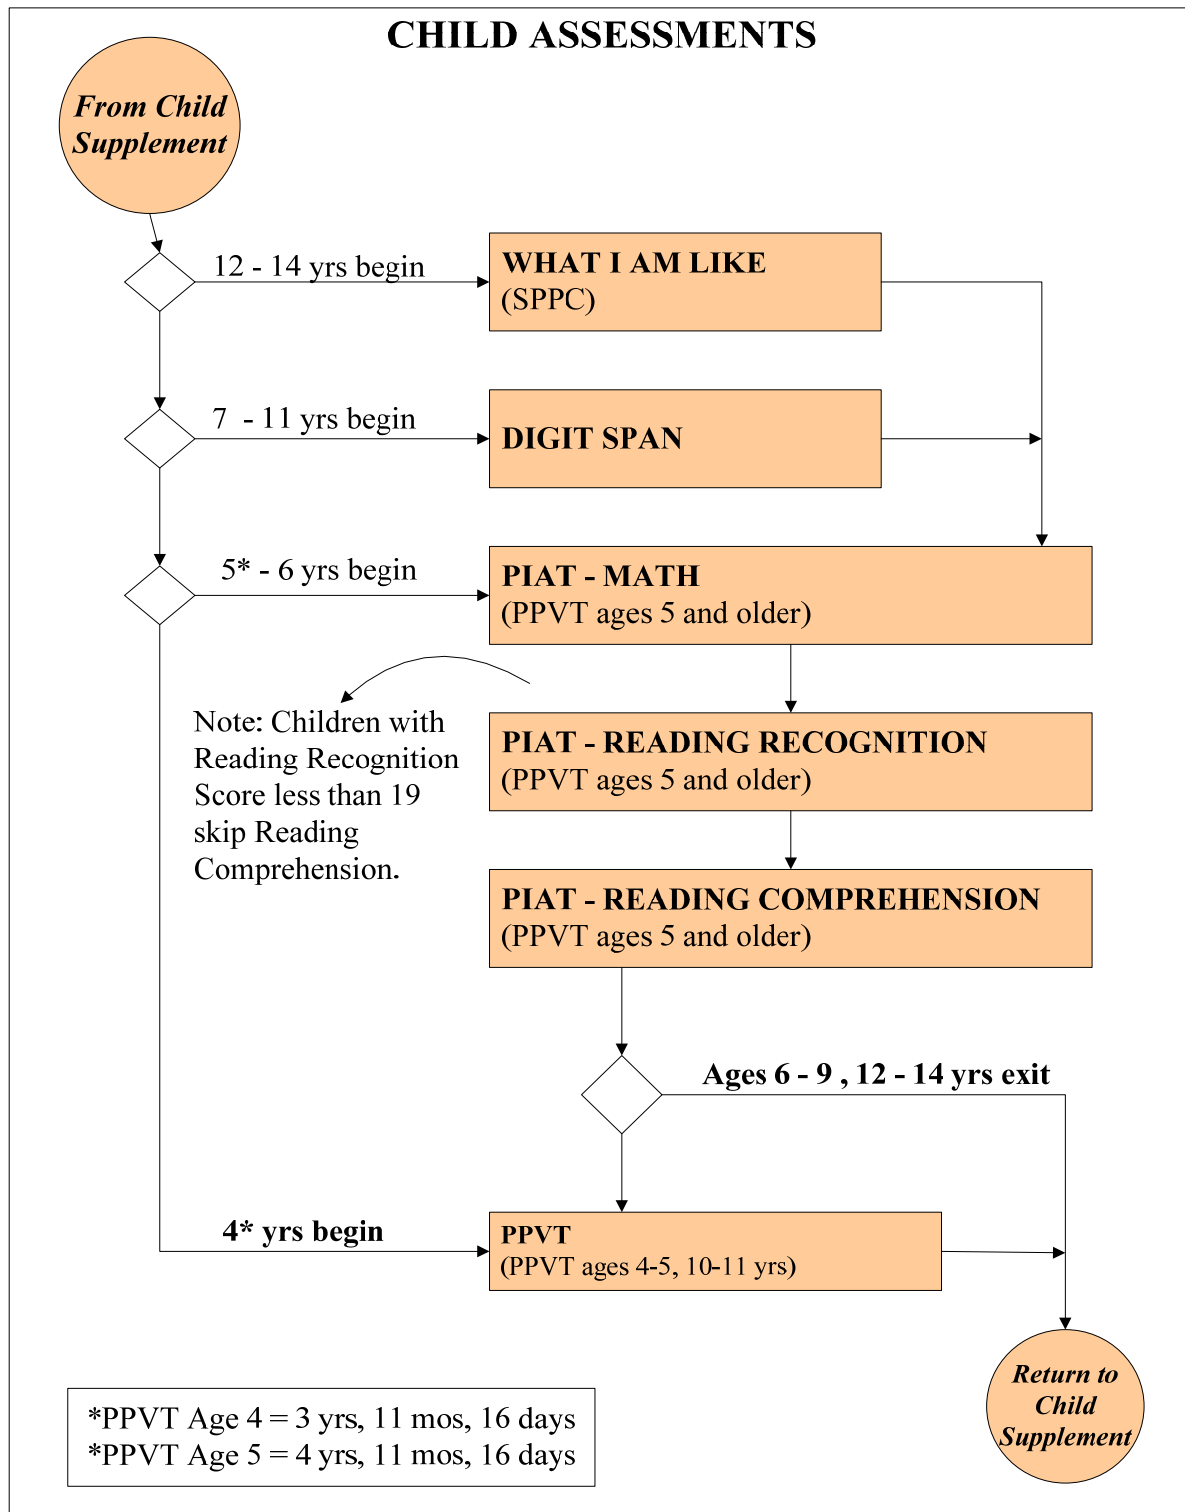 CHILD ASSESSMENTS
From Child
Supplement
12 - 14 yrs begin
WHAT I AM LIKE
(SPPC)
7  - 11 yrs begin
DIGIT SPAN
5* - 6 yrs begin
PIAT - MATH
(PPVT ages 5 and older)
Note: Children with
Reading Recognition
Score less than 19
skip Reading
Comprehension.
PIAT - READING RECOGNITION
(PPVT ages 5 and older)
PIAT - READING COMPREHENSION
(PPVT ages 5 and older)
Ages 6 - 9 , 12 - 14 yrs exit
4* yrs begin
PPVT
(PPVT ages 4-5, 10-11 yrs)
Return to
Child
Supplement
*PPVT Age 4 = 3 yrs, 11 mos, 16 days
*PPVT Age 5 = 4 yrs, 11 mos, 16 days